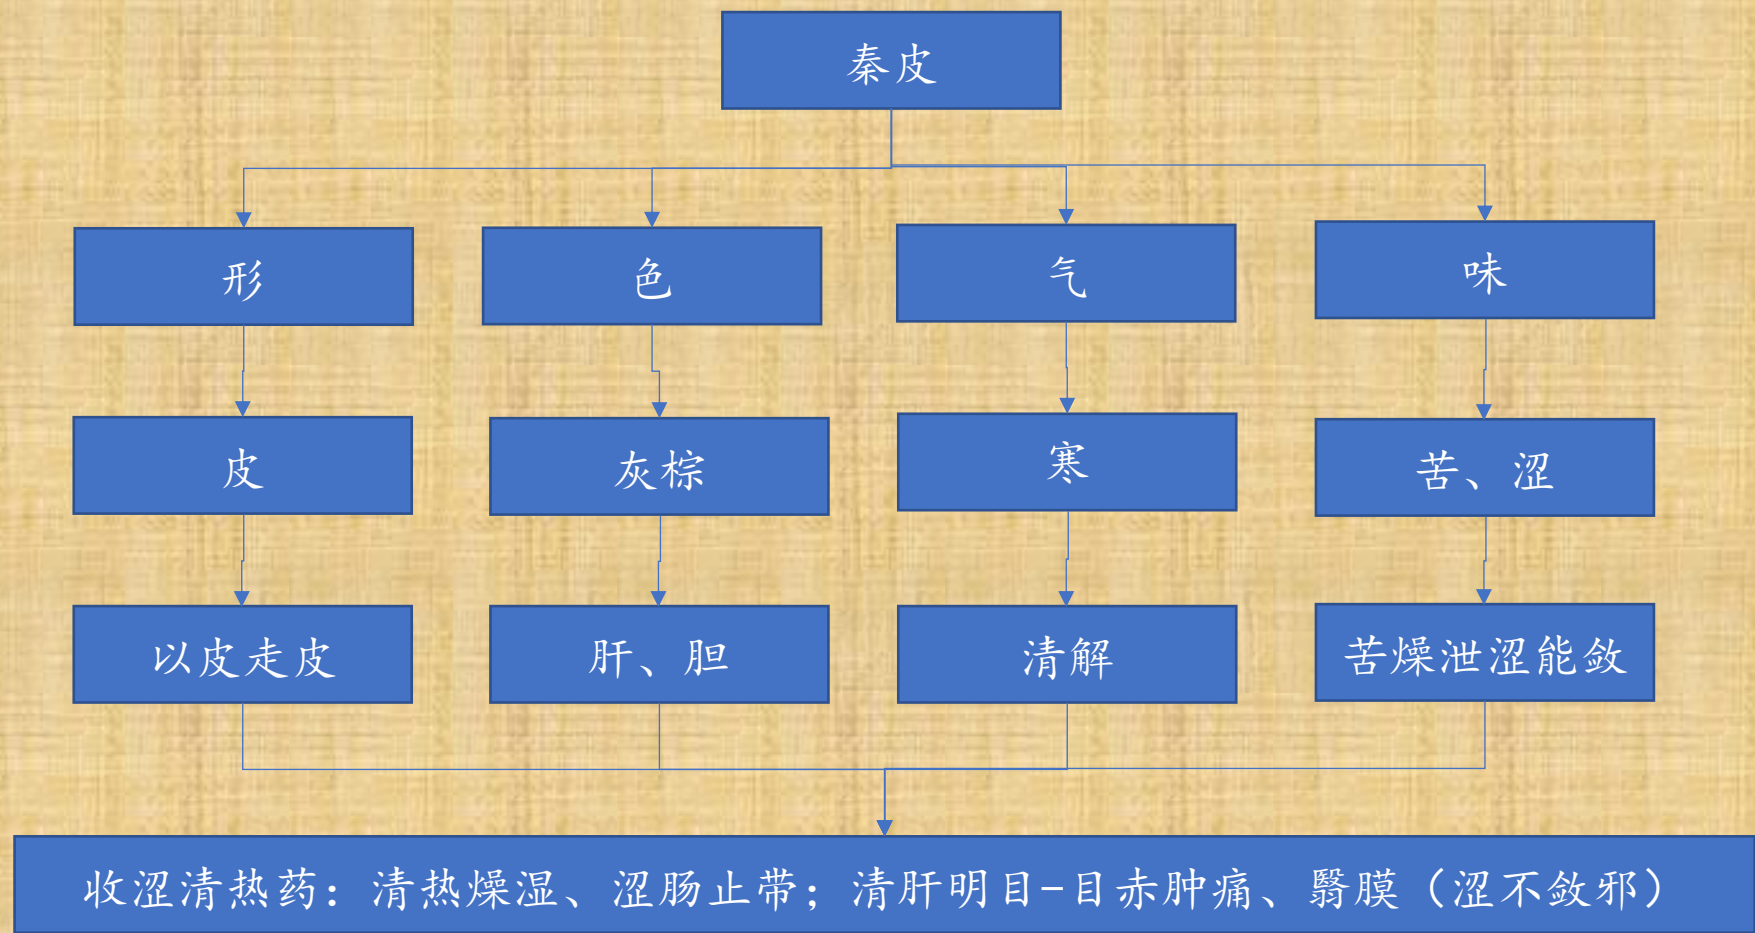 秦皮
形
色
气
味
皮
灰棕
寒
苦、涩
以皮走皮
肝、胆
清解
苦燥泄涩能敛
收涩清热药：清热燥湿、涩肠止带；清肝明目-目赤肿痛、翳膜（涩不敛邪）